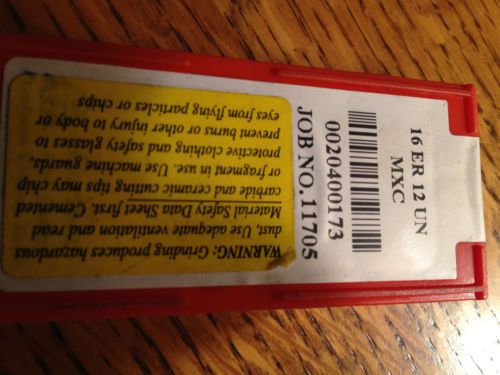 16 ER 12 UN
MXC
0020400173
JOB NO.11705
WARNING: Grinding produces hazardous
dust, Use adequate ventilation and read
Material Safety Data Sheet first. Cemented
carbide and ceramic cutting tips may chip
or fragment in use. Use machine guards,
protective clothing and safety glasses to
prevent burns or other injury to body or
eyes from flying particles or chips